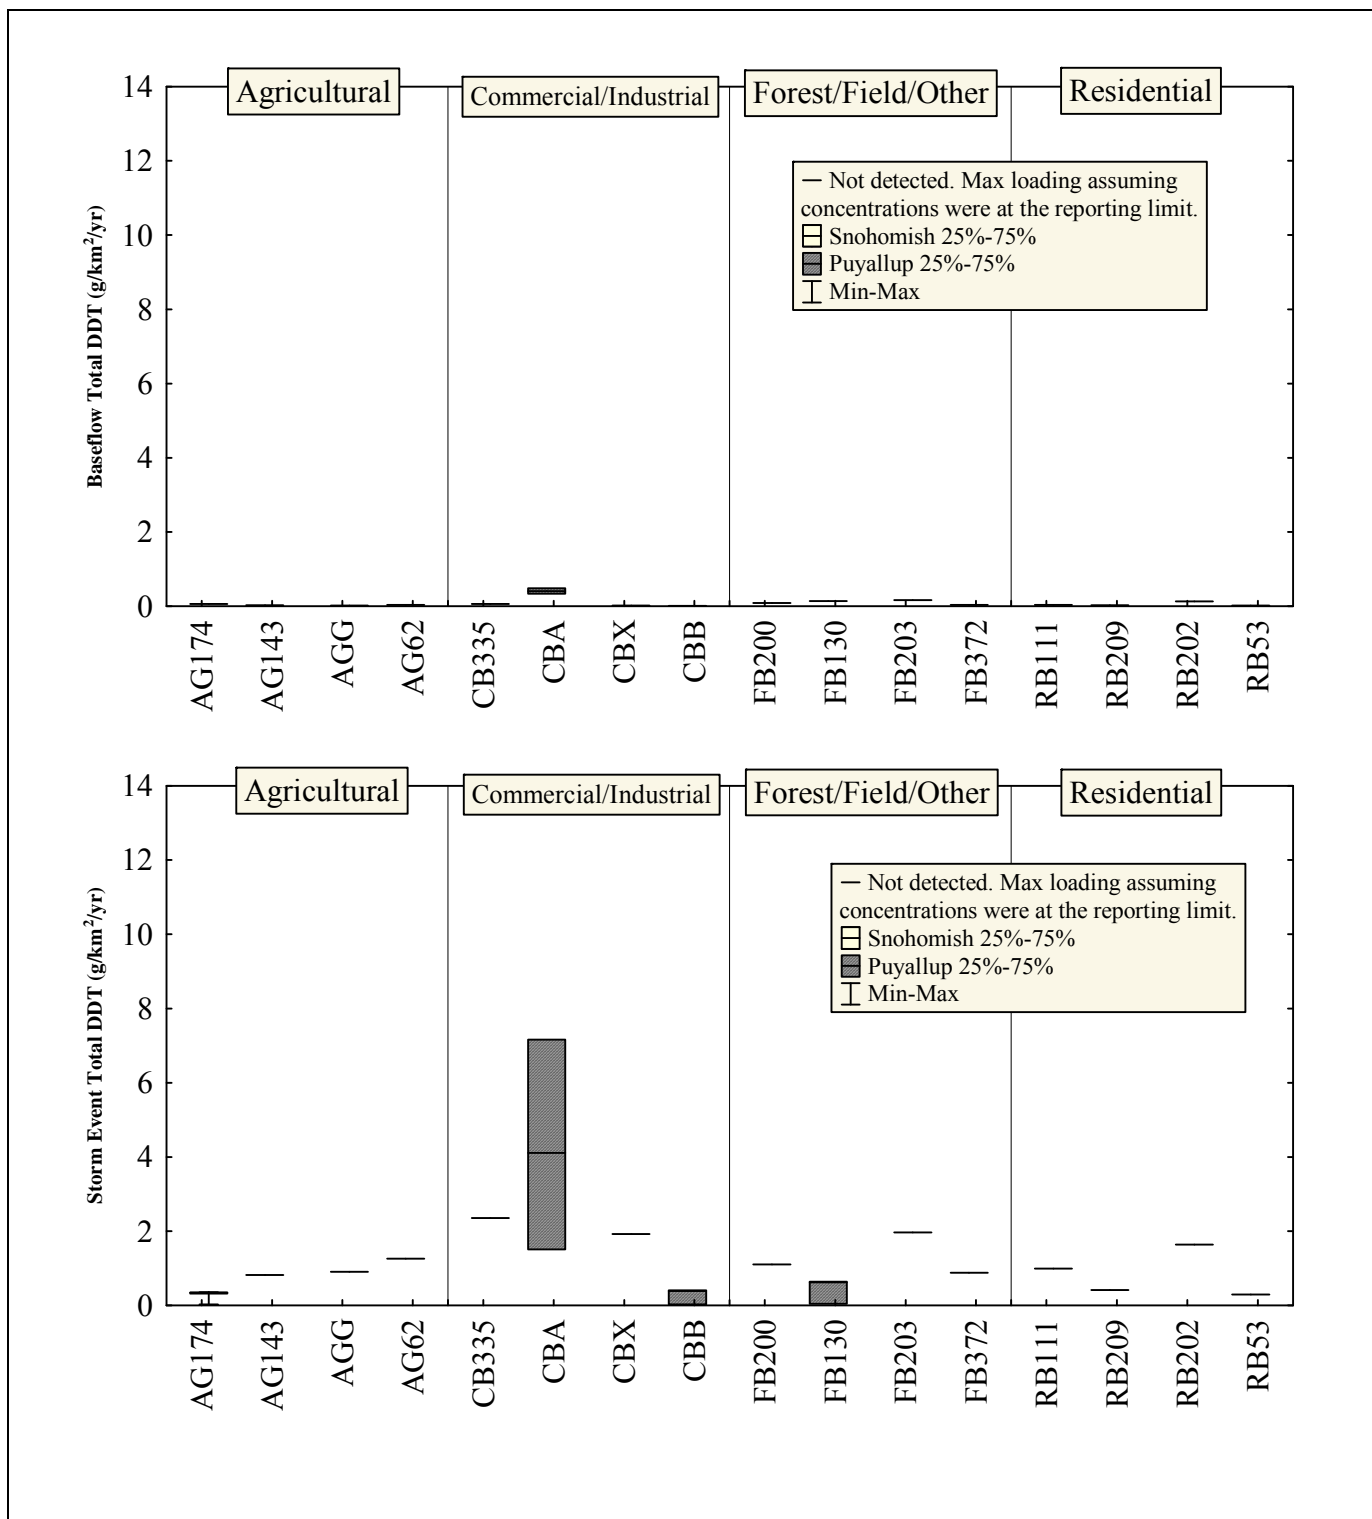 Agricultural
Commercial/Industrial
Forest/Field/Other
Residential
14
12
10
8
6
4
2
0
Baseflow Total DDT (g/km²/yr)
— Not detected. Max loading assuming
concentrations were at the reporting limit.
Snohomish 25%-75%
Puyallup 25%-75%
Min-Max
AG174
AG143
AGG
AG62
CB335
CBA
CBX
CBB
FB200
FB130
FB203
FB372
RB111
RB209
RB202
RB53
Agricultural
Commercial/Industrial
Forest/Field/Other
Residential
14
12
10
8
6
4
2
0
Storm Event Total DDT (g/km²/yr)
— Not detected. Max loading assuming
concentrations were at the reporting limit.
Snohomish 25%-75%
Puyallup 25%-75%
Min-Max
AG174
AG143
AGG
AG62
CB335
CBA
CBX
CBB
FB200
FB130
FB203
FB372
RB111
RB209
RB202
RB53